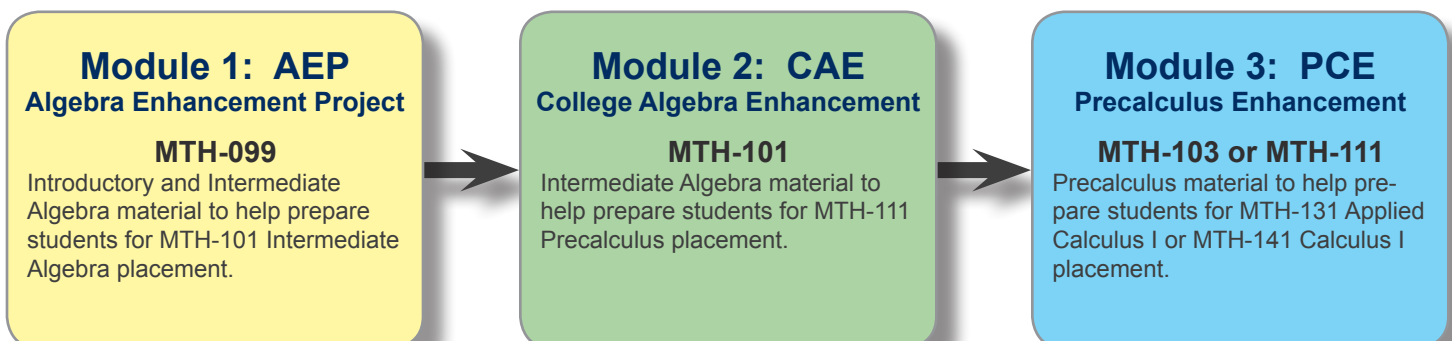 Module 1:  AEP
Algebra Enhancement Project
MTH-099
Introductory and Intermediate
Algebra material to help prepare
students for MTH-101 Intermediate
Algebra placement.
Module 2:  CAE
College Algebra Enhancement
MTH-101
Intermediate Algebra material to
help prepare students for MTH-111
Precalculus placement.
Module 3:  PCE
Precalculus Enhancement
MTH-103 or MTH-111
Precalculus material to help pre-
pare students for MTH-131 Applied
Calculus I or MTH-141 Calculus I
placement.